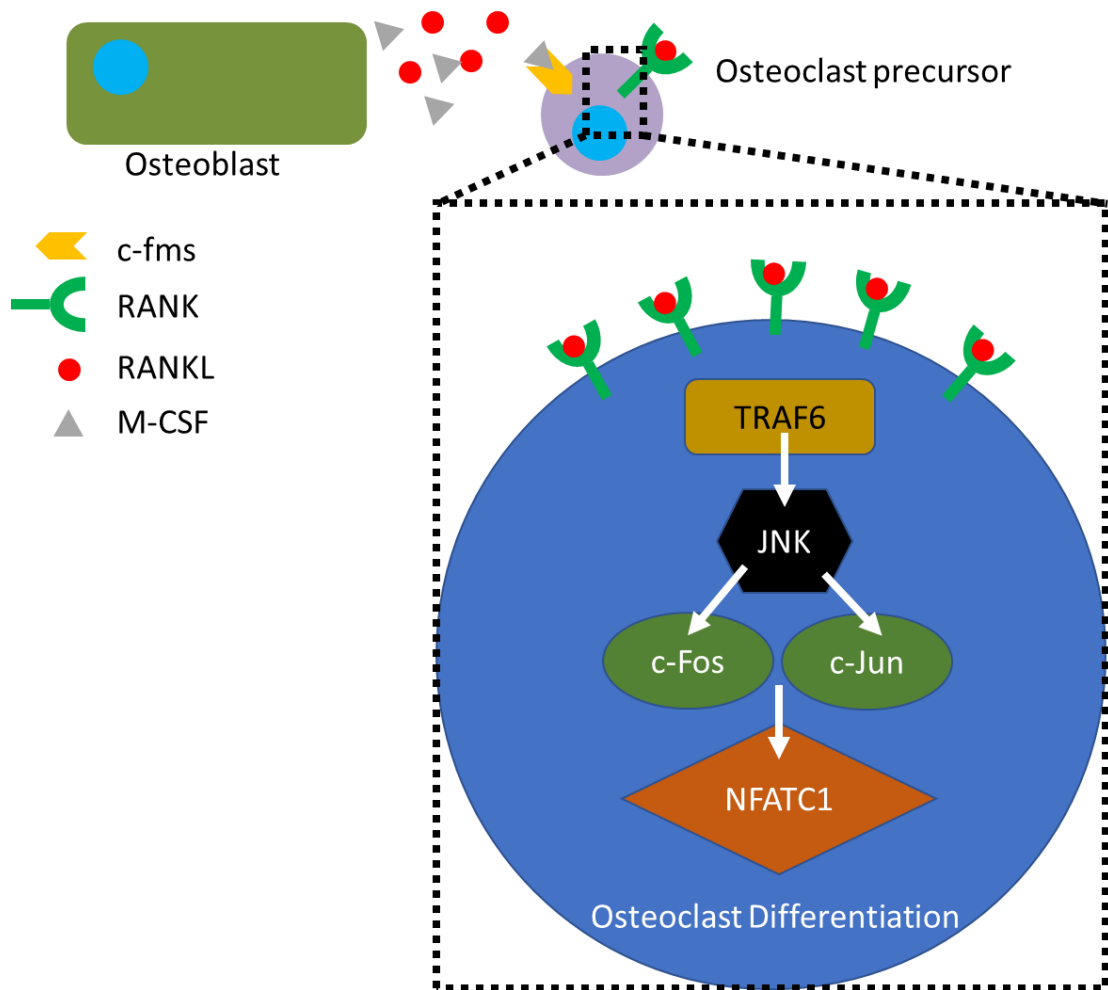 Osteoclast precursor
Osteoblast
c-fms
RANK
RANKL
M-CSF
TRAF6
JNK
c-Fos
c-Jun
NFATC1
Osteoclast Differentiation